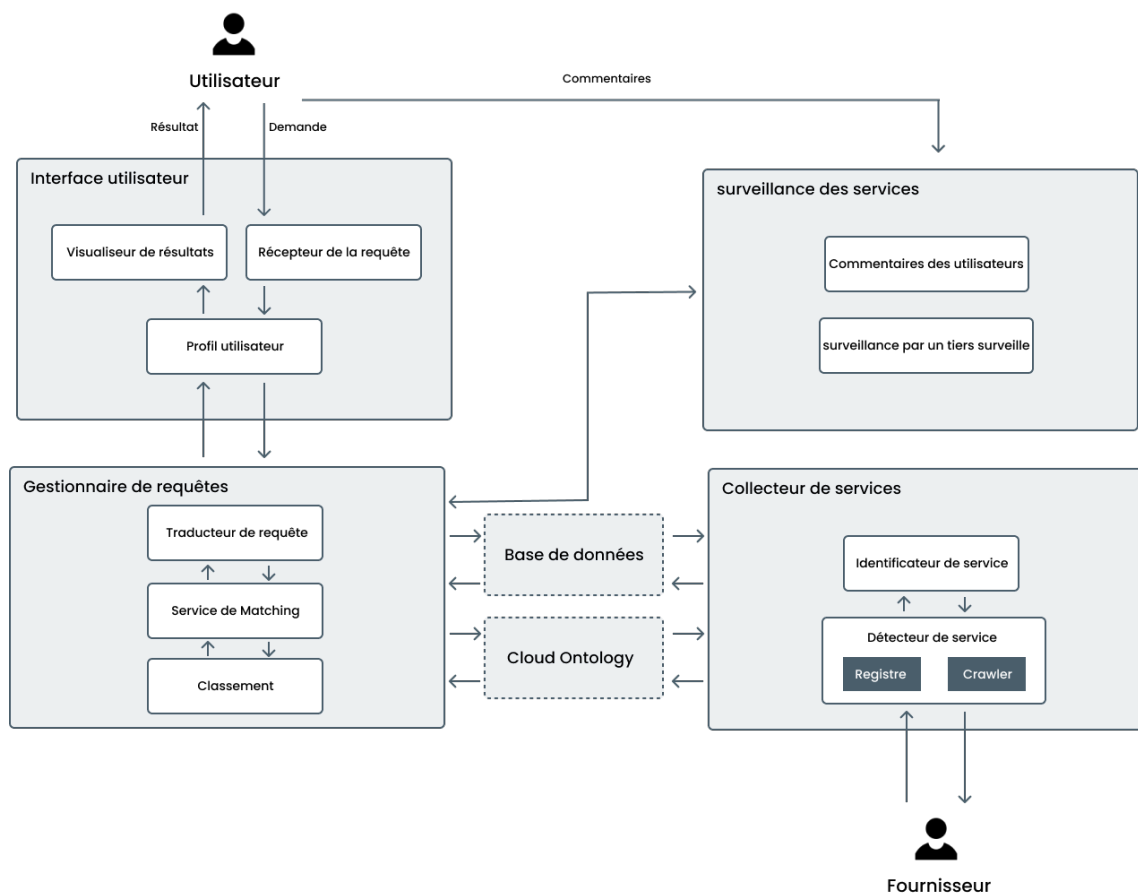 Utilisateur
Commentaires
Résultat
Demande
Interface utilisateur
Visualiseur de résultats
Récepteur de la requête
Profil utilisateur
surveillance des services
Commentaires des utilisateurs
surveillance par un tiers surveille
Gestionnaire de requêtes
Traducteur de requête
Service de Matching
Classement
Base de données
Cloud Ontology
Collecteur de services
Identificateur de service
Détecteur de service
Registre
Crawler
Fournisseur